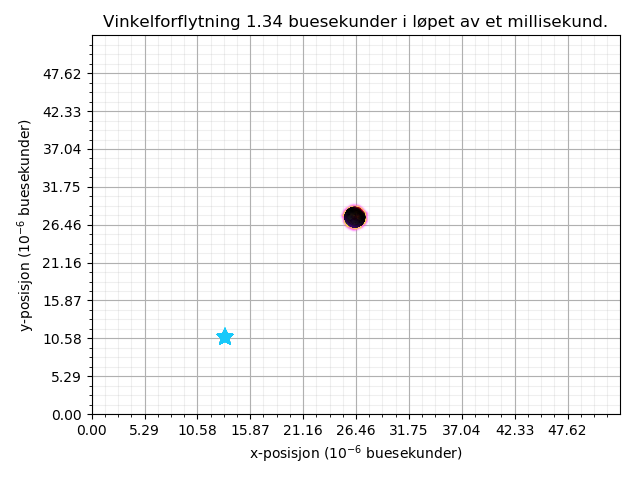 Vinkelforflytning 1.34 buesekunder i løpet av et millisekund.
y-posisjon (10⁻⁶ buesekunder)
47.62
42.33
37.04
31.75
26.46
21.16
15.87
10.58
5.29
0.00
0.00 5.29 10.58 15.87 21.16 26.46 31.75 37.04 42.33 47.62
x-posisjon (10⁻⁶ buesekunder)